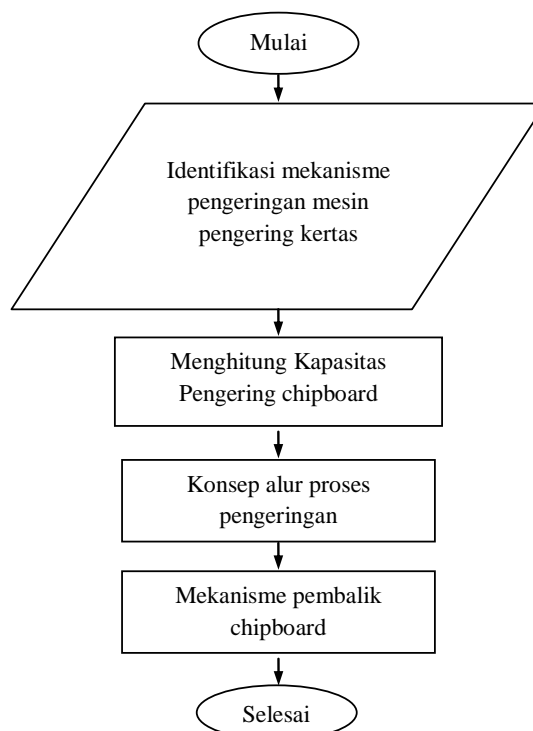 Mulai
Identifikasi mekanisme
pengeringan mesin
pengering kertas
Menghitung Kapasitas
Pengering chipboard
Konsep alur proses
pengeringan
Mekanisme pembalik
chipboard
Selesai